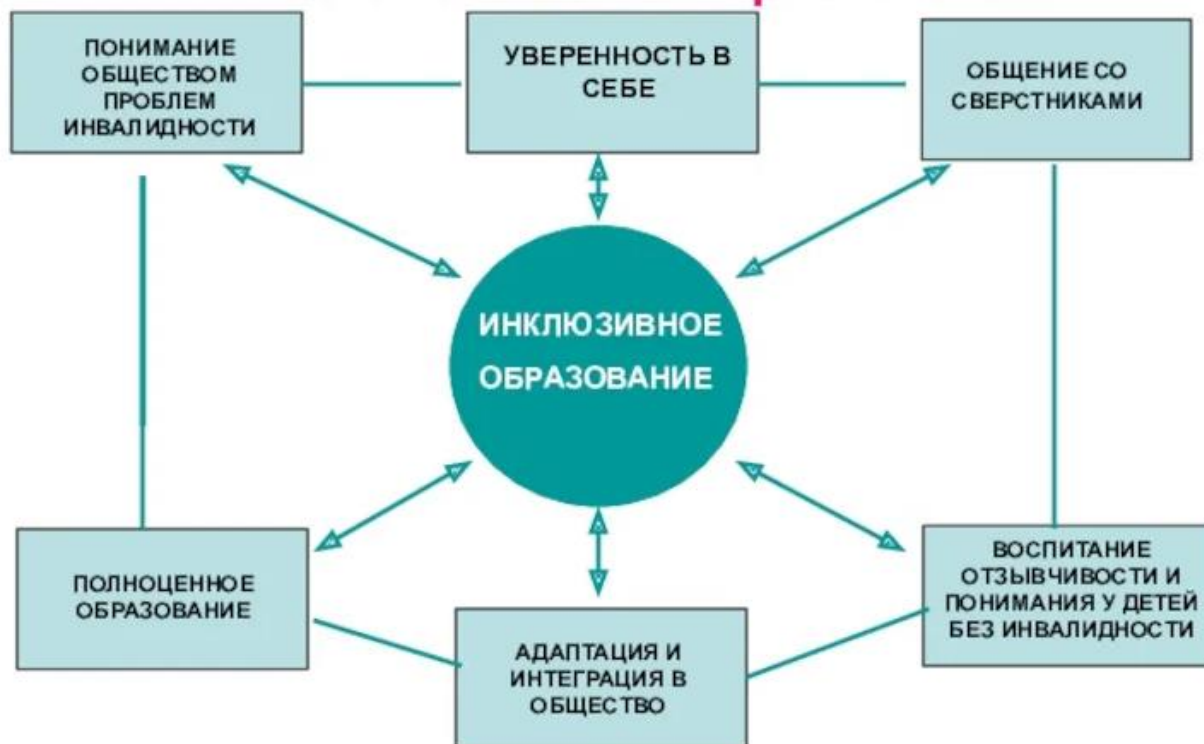 ПОНИМАНИЕ
ОБЩЕСТВОМ
ПРОБЛЕМ
ИНВАЛИДНОСТИ
УВЕРЕННОСТЬ В
СЕБЕ
ОБЩЕНИЕ СО
СВЕРСТНИКАМИ
ИНКЛЮЗИВНОЕ
ОБРАЗОВАНИЕ
ПОЛНОЦЕННОЕ
ОБРАЗОВАНИЕ
АДАПТАЦИЯ И
ИНТЕГРАЦИЯ В
ОБЩЕСТВО
ВОСПИТАНИЕ
ОТЗЫВЧИВОСТИ И
ПОНИМАНИЯ У ДЕТЕЙ
БЕЗ ИНВАЛИДНОСТИ